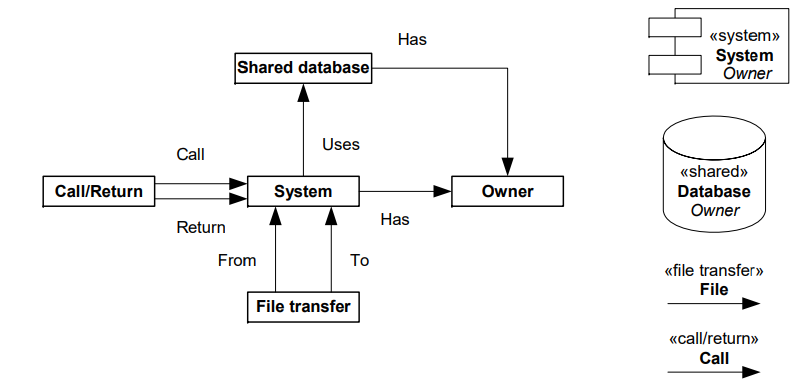 Has
Shared database
Uses
Call
Call/Return
System
Owner
Return
Has
From
To
File transfer
«system»
System
Owner
«shared»
Database
Owner
«file transfer»
File
«call/return»
Call